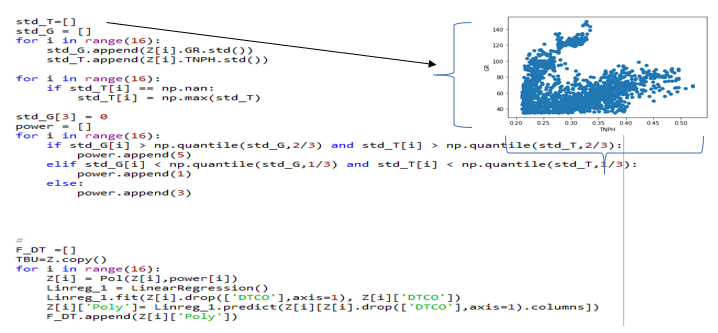 std_T=[]
std_G = []
for i in range(16):
    std_G.append(Z[i].GR.std())
    std_T.append(Z[i].TNPH.std())
for i in range(16):
    if std_T[i] == np.nan:
        std_T[i] = np.max(std_T)
std_G[3] = 0
power = []
for i in range(16):
    if std_G[i] > np.quantile(std_G,2/3) and std_T[i] > np.quantile(std_T,2/3):
        power.append(5)
    elif std_G[i] < np.quantile(std_G,1/3) and std_T[i] < np.quantile(std_T,1/3):
        power.append(1)
    else:
        power.append(3)
#
F_DT =[]
TBU=Z.copy()
for i in range(16):
    Z[i] = Pol(Z[i],power[i])
    Linreg_1 = LinearRegression()
    Linreg_1.fit(Z[i].drop(['DTCO'],axis=1), Z[i]['DTCO'])
    Z[i]['Poly']= Linreg_1.predict(Z[i][Z[i].drop(['DTCO'],axis=1).columns])
    F_DT.append(Z[i]['Poly'])
140
120
100
80
60
40
GR
0.20 0.25 0.30 0.35 0.40 0.45 0.50
TNPH